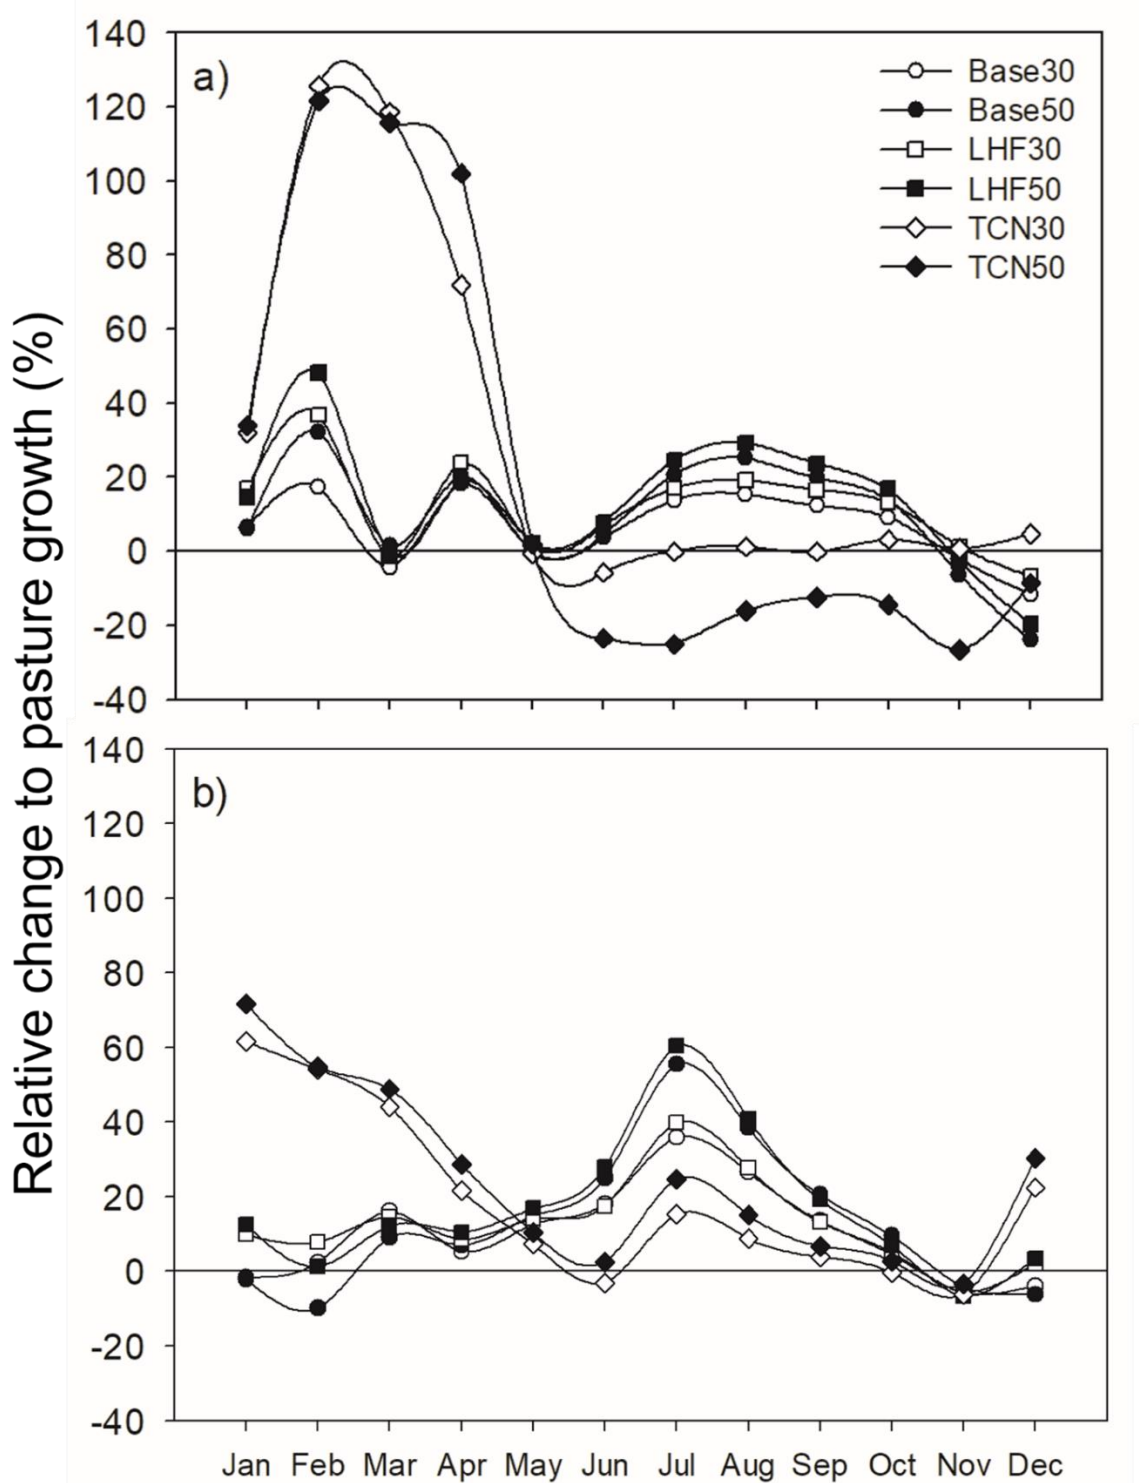 Relative change to pasture growth (%)
a)
140
120
100
80
60
40
20
0
-20
-40
Base30
Base50
LHF30
LHF50
TCN30
TCN50
b)
140
120
100
80
60
40
20
0
-20
-40
Jan Feb Mar Apr May Jun Jul Aug Sep Oct Nov Dec